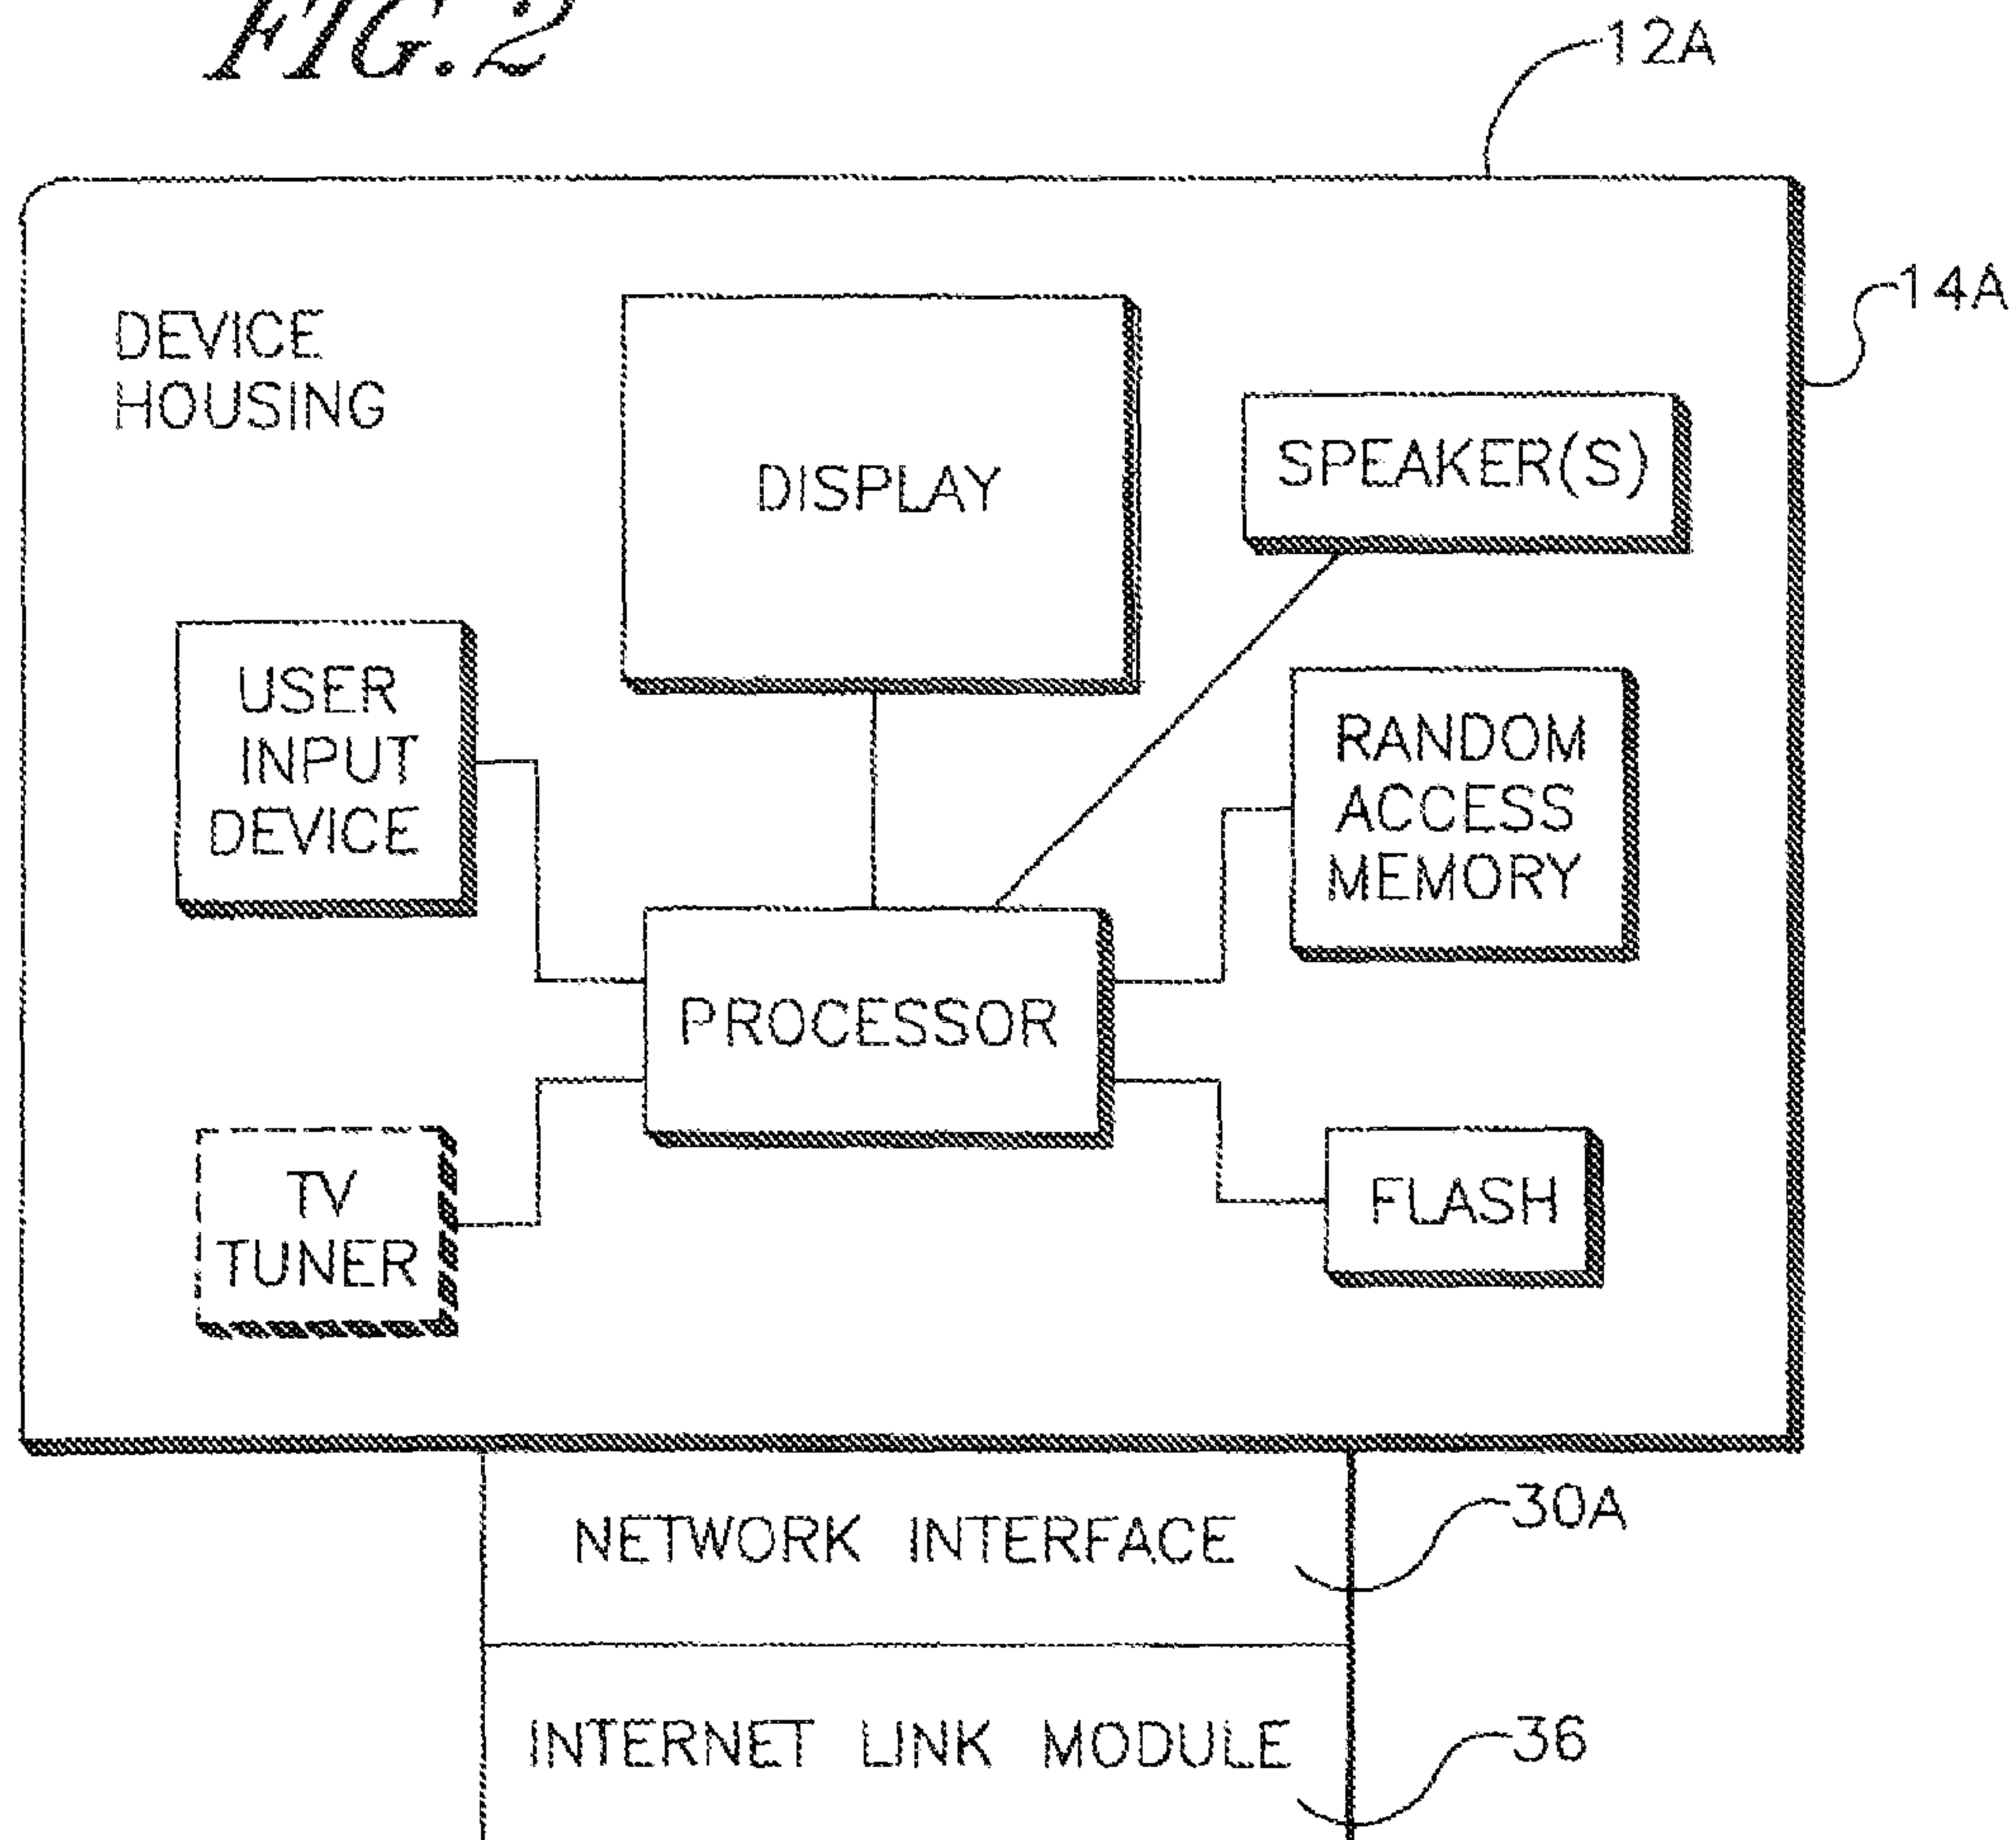 FIG. 2
12A
14A
DEVICE
HOUSING
DISPLAY
SPEAKER(S)
USER
INPUT
DEVICE
RANDOM
ACCESS
MEMORY
PROCESSOR
TV
TUNER
FLASH
NETWORK INTERFACE
30A
INTERNET LINK MODULE
36